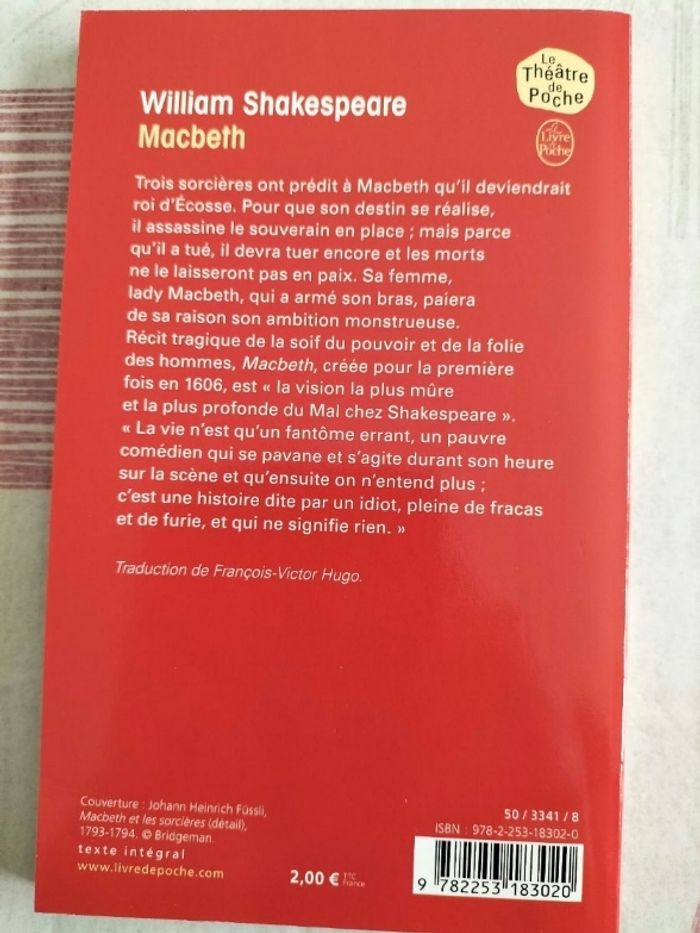 Le
Théâtre
de
Poche
William Shakespeare
Macbeth
Le
Livre
de
Poche
Trois sorcières ont prédit à Macbeth qu'il deviendrait
roi d'Écosse. Pour que son destin se réalise,
il assassine le souverain en place ; mais parce
qu'il a tué, il devra tuer encore et les morts
ne le laisseront pas en paix. Sa femme,
lady Macbeth, qui a armé son bras, paiera
de sa raison son ambition monstrueuse.
Récit tragique de la soif du pouvoir et de la folie
des hommes, Macbeth, créée pour la première
fois en 1606, est « la vision la plus mûre
et la plus profonde du Mal chez Shakespeare ».
« La vie n'est qu'un fantôme errant, un pauvre
comédien qui se pavane et s'agite durant son heure
sur la scène et qu'ensuite on n'entend plus ;
c'est une histoire dite par un idiot, pleine de fracas
et de furie, et qui ne signifie rien. »
Traduction de François-Victor Hugo.
Couverture : Johann Heinrich Füssli,
Macbeth et les sorcières (détail),
1793-1794. © Bridgeman.
texte intégral
www.livredepoche.com
2,00 € TTC
France
50 / 3341 / 8
ISBN : 978-2-253-18302-0
9 782253 183020